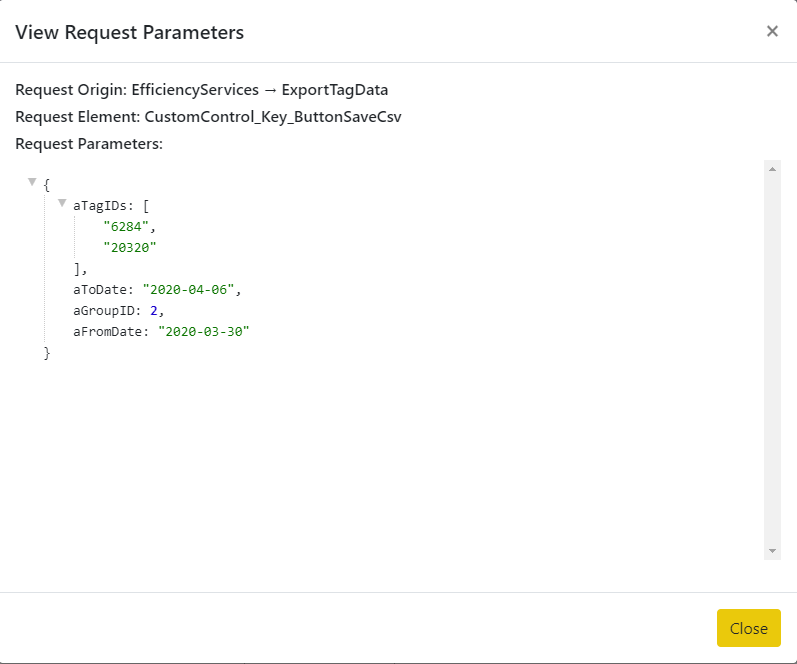 View Request Parameters ×
Request Origin: EfficiencyServices → ExportTagData
Request Element: CustomControl_Key_ButtonSaveCsv
Request Parameters:
{
aTagIDs: [
"6284",
"20320"
],
aToDate: "2020-04-06",
aGroupID: 2,
aFromDate: "2020-03-30"
}
Close